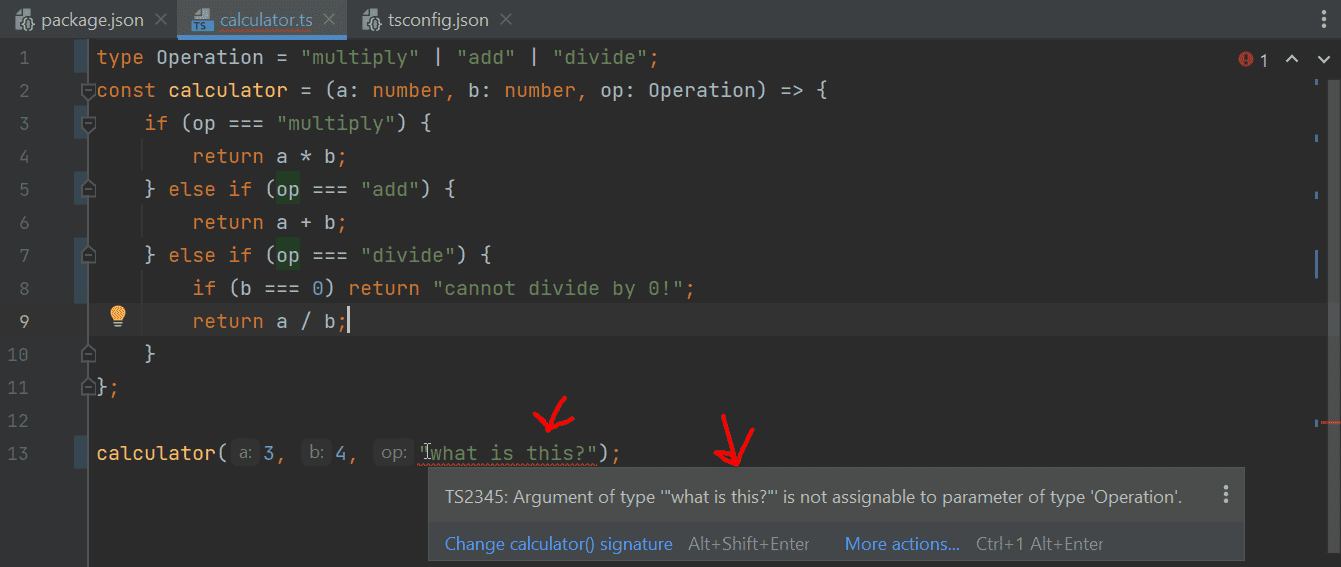 package.json calculator.ts tsconfig.json
1 type Operation = "multiply" | "add" | "divide"; 1
2 const calculator = (a: number, b: number, op: Operation) => {
3 if (op === "multiply") {
4 return a * b;
5 } else if (op === "add") {
6 return a + b;
7 } else if (op === "divide") {
8 if (b === 0) return "cannot divide by 0!";
9 return a / b;
10 }
11 };
12
13 calculator( a: 3, b: 4, op: "what is this?");
TS2345: Argument of type '"what is this?"' is not assignable to parameter of type 'Operation'.
Change calculator() signature Alt+Shift+Enter More actions... Ctrl+1 Alt+Enter